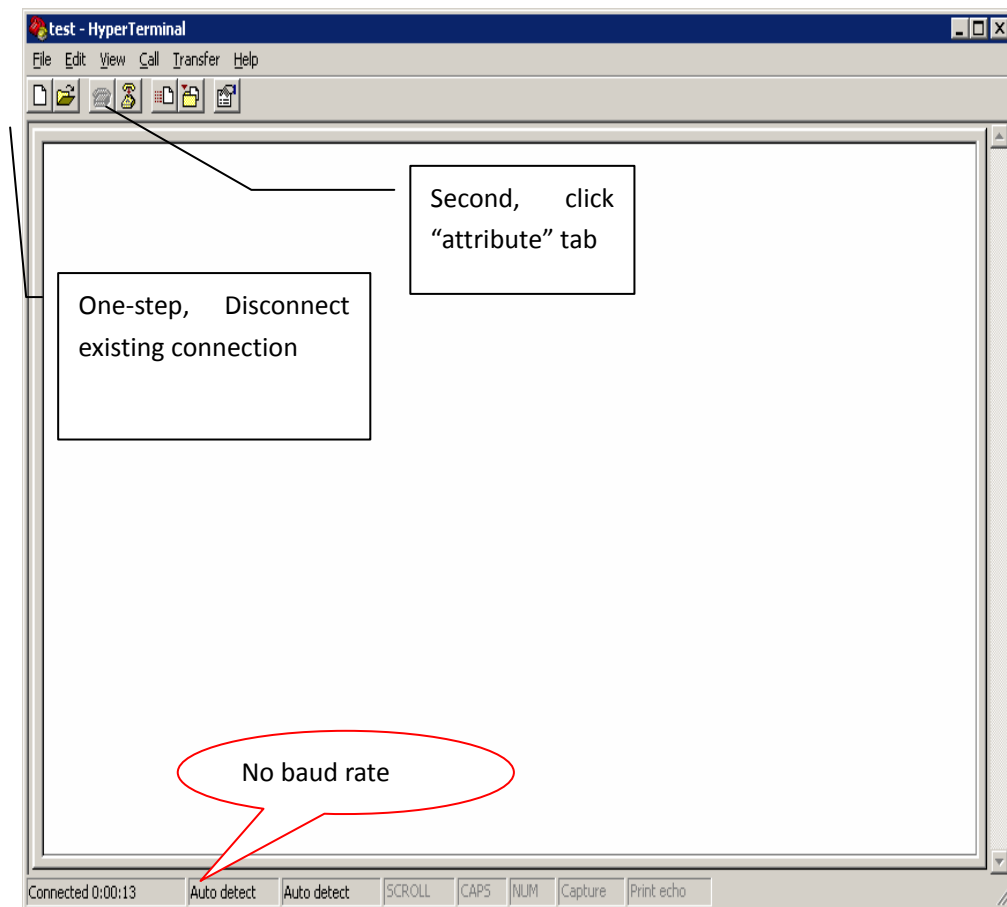 test - HyperTerminal
File Edit View Call Transfer Help
Second, click
“attribute” tab
One-step, Disconnect
existing connection
No baud rate
Connected 0:00:13 Auto detect Auto detect SCROLL CAPS NUM Capture Print echo